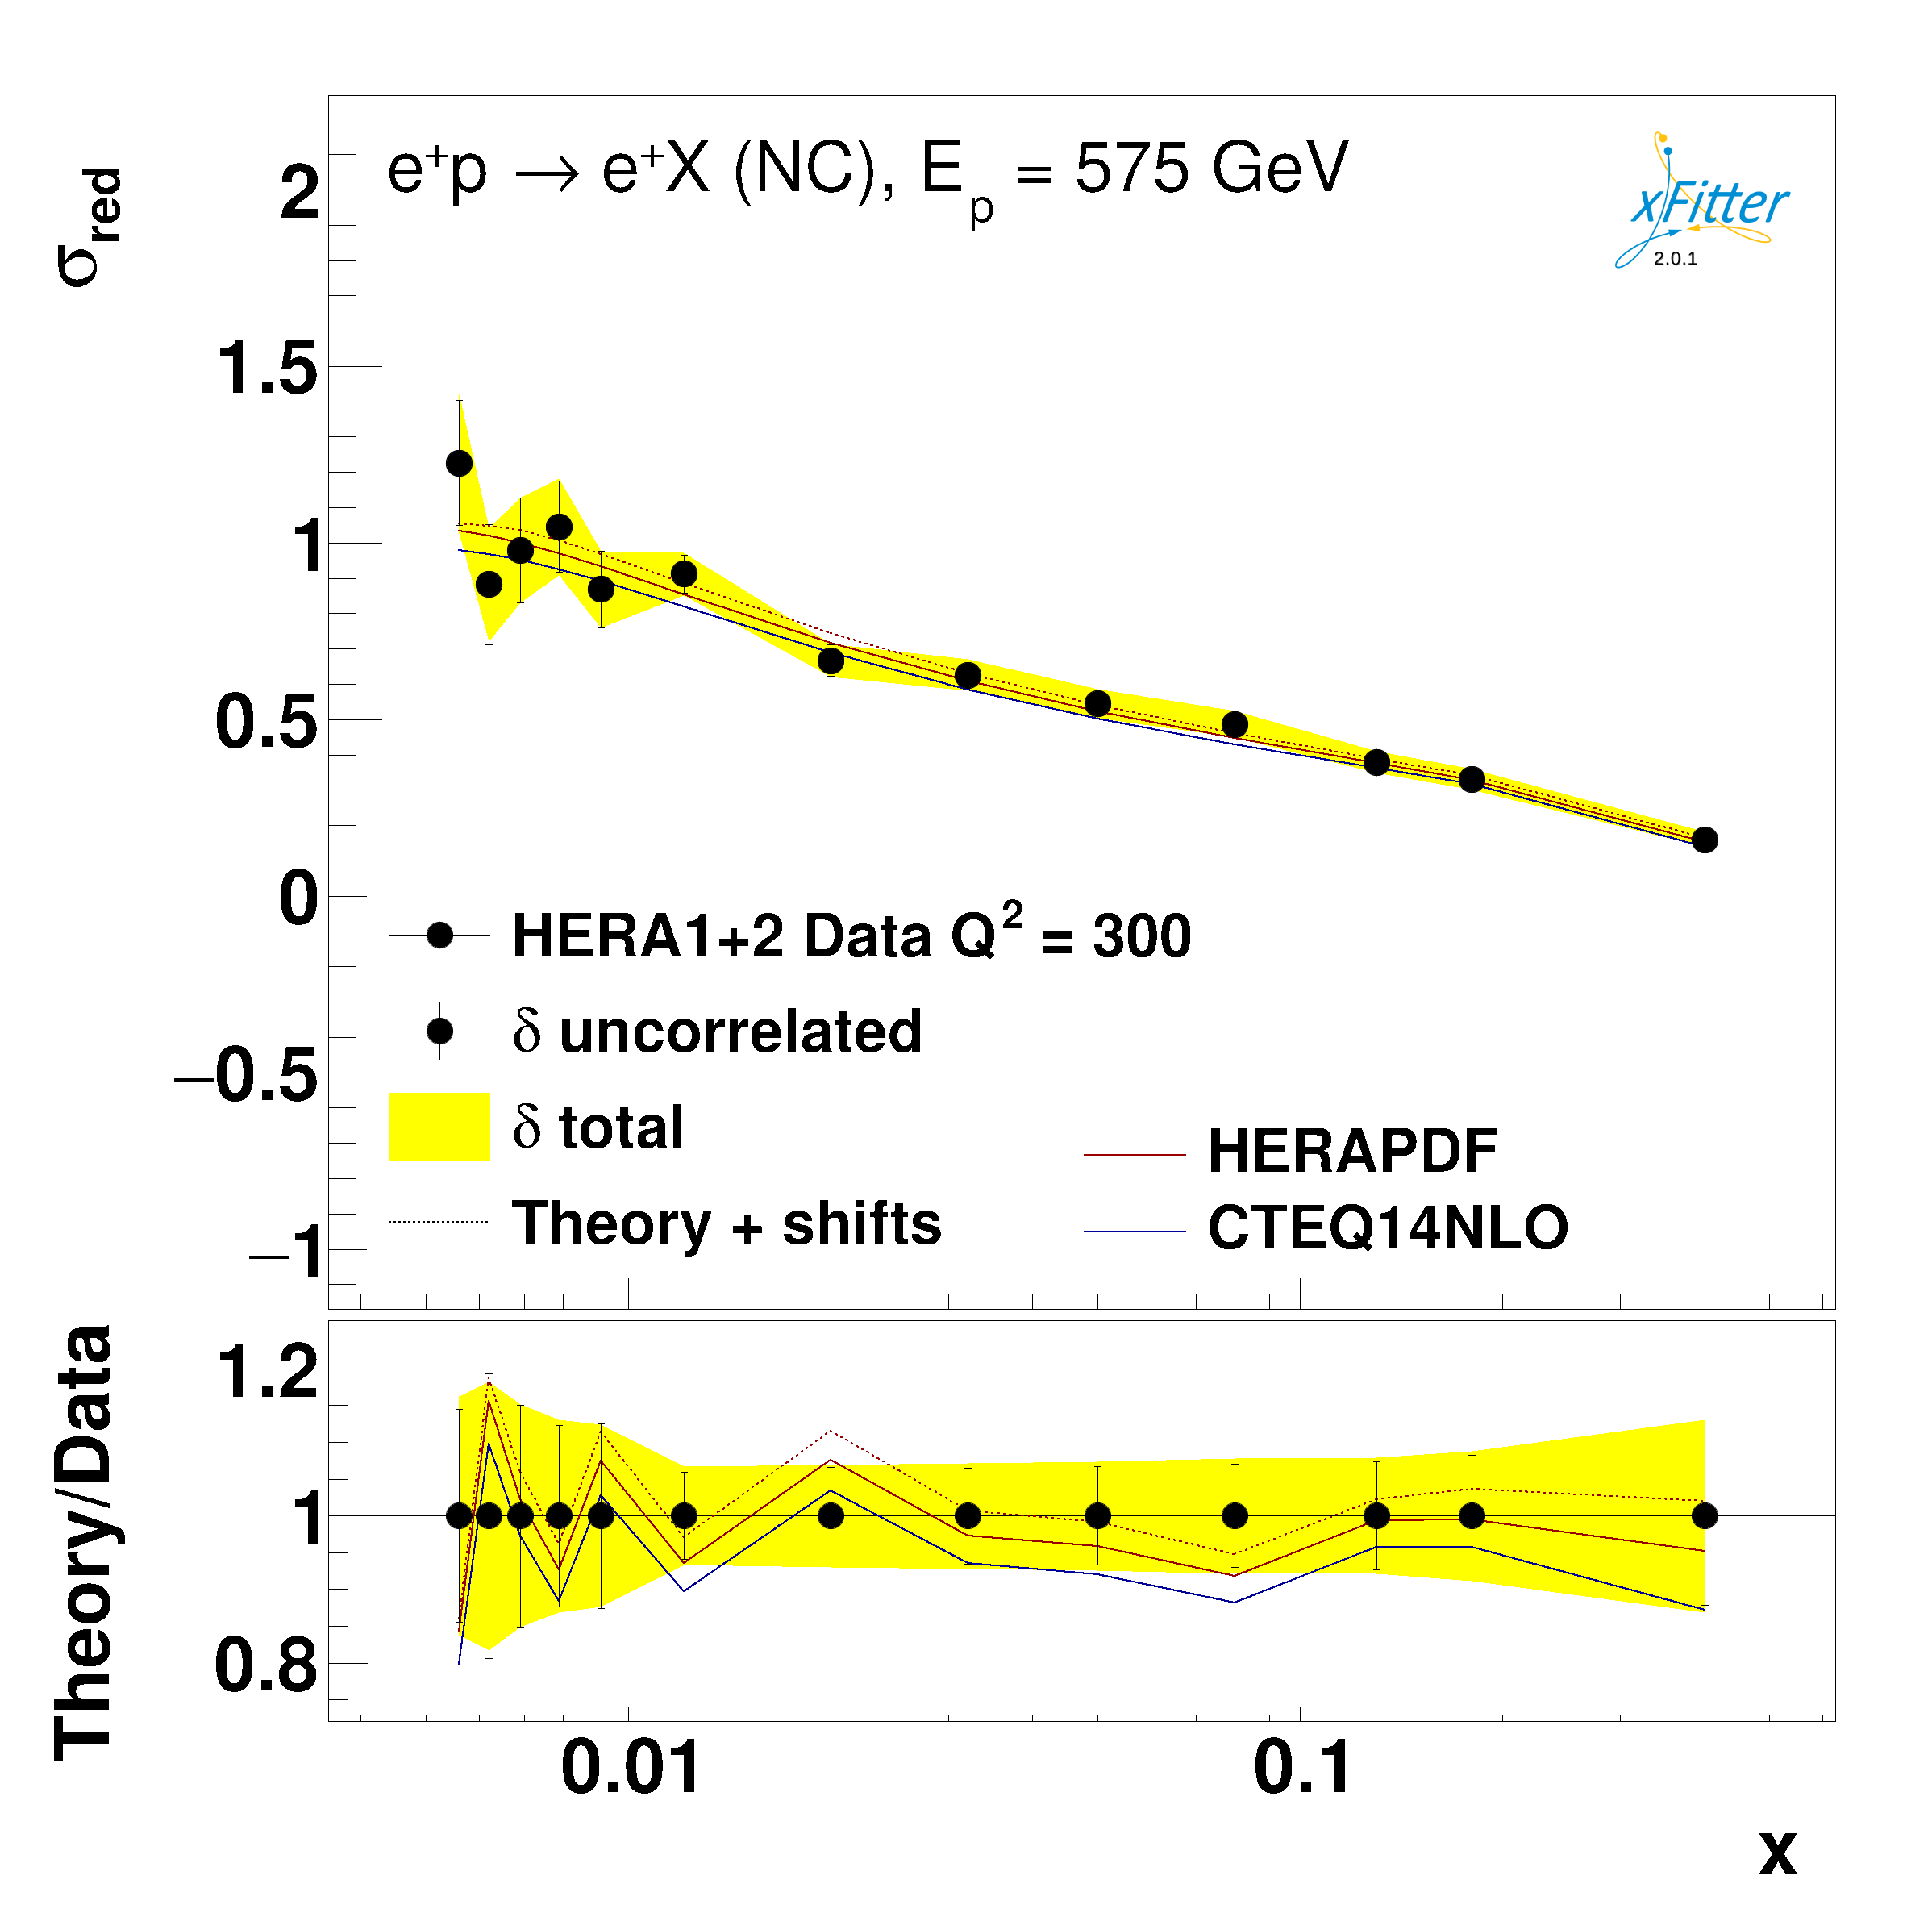 e⁺p → e⁺X (NC), E_p = 575 GeV
xFitter
2.0.1
σ_red
2
1.5
1
0.5
0
−0.5
−1
HERA1+2 Data Q² = 300
δ uncorrelated
δ total
Theory + shifts
HERAPDF
CTEQ14NLO
Theory/Data
1.2
1
0.8
0.01 0.1
x